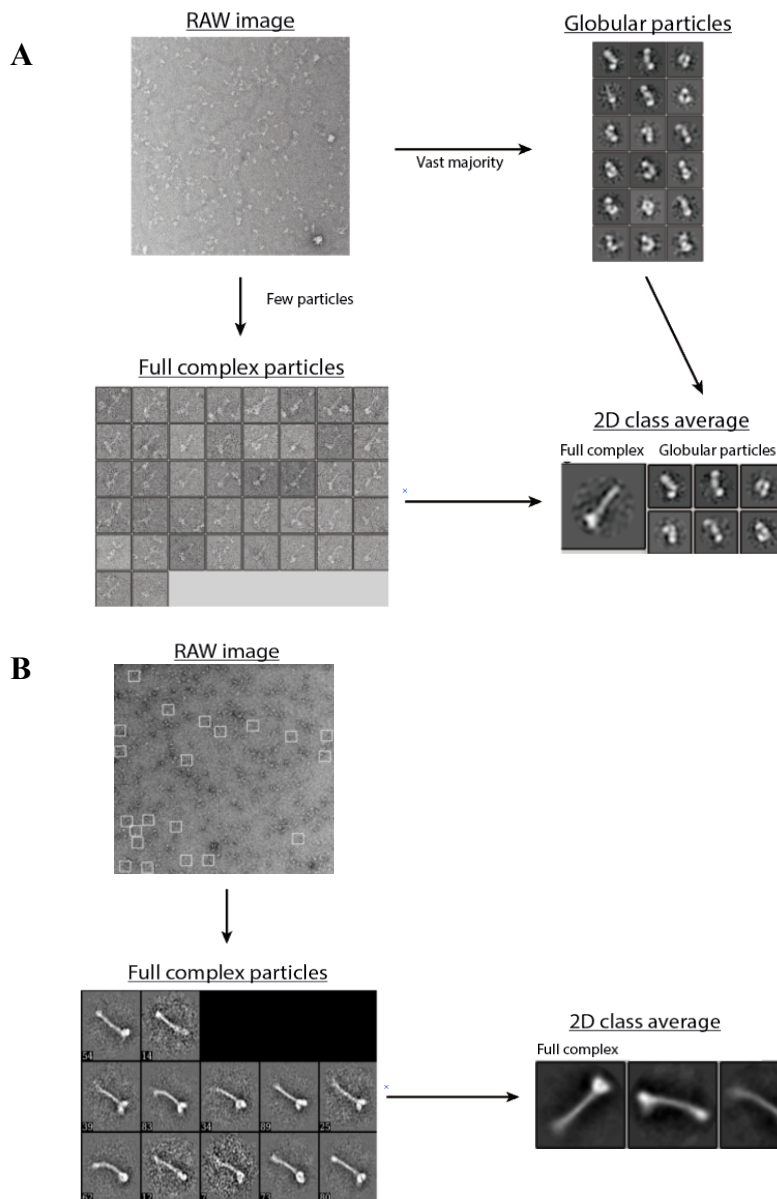 A
RAW image
Globular particles
Vast majority
Few particles
Full complex particles
2D class average
Full complex Globular particles
B
RAW image
Full complex particles
54 14
39 83 34 89 25
62 12 7 73 80
2D class average
Full complex